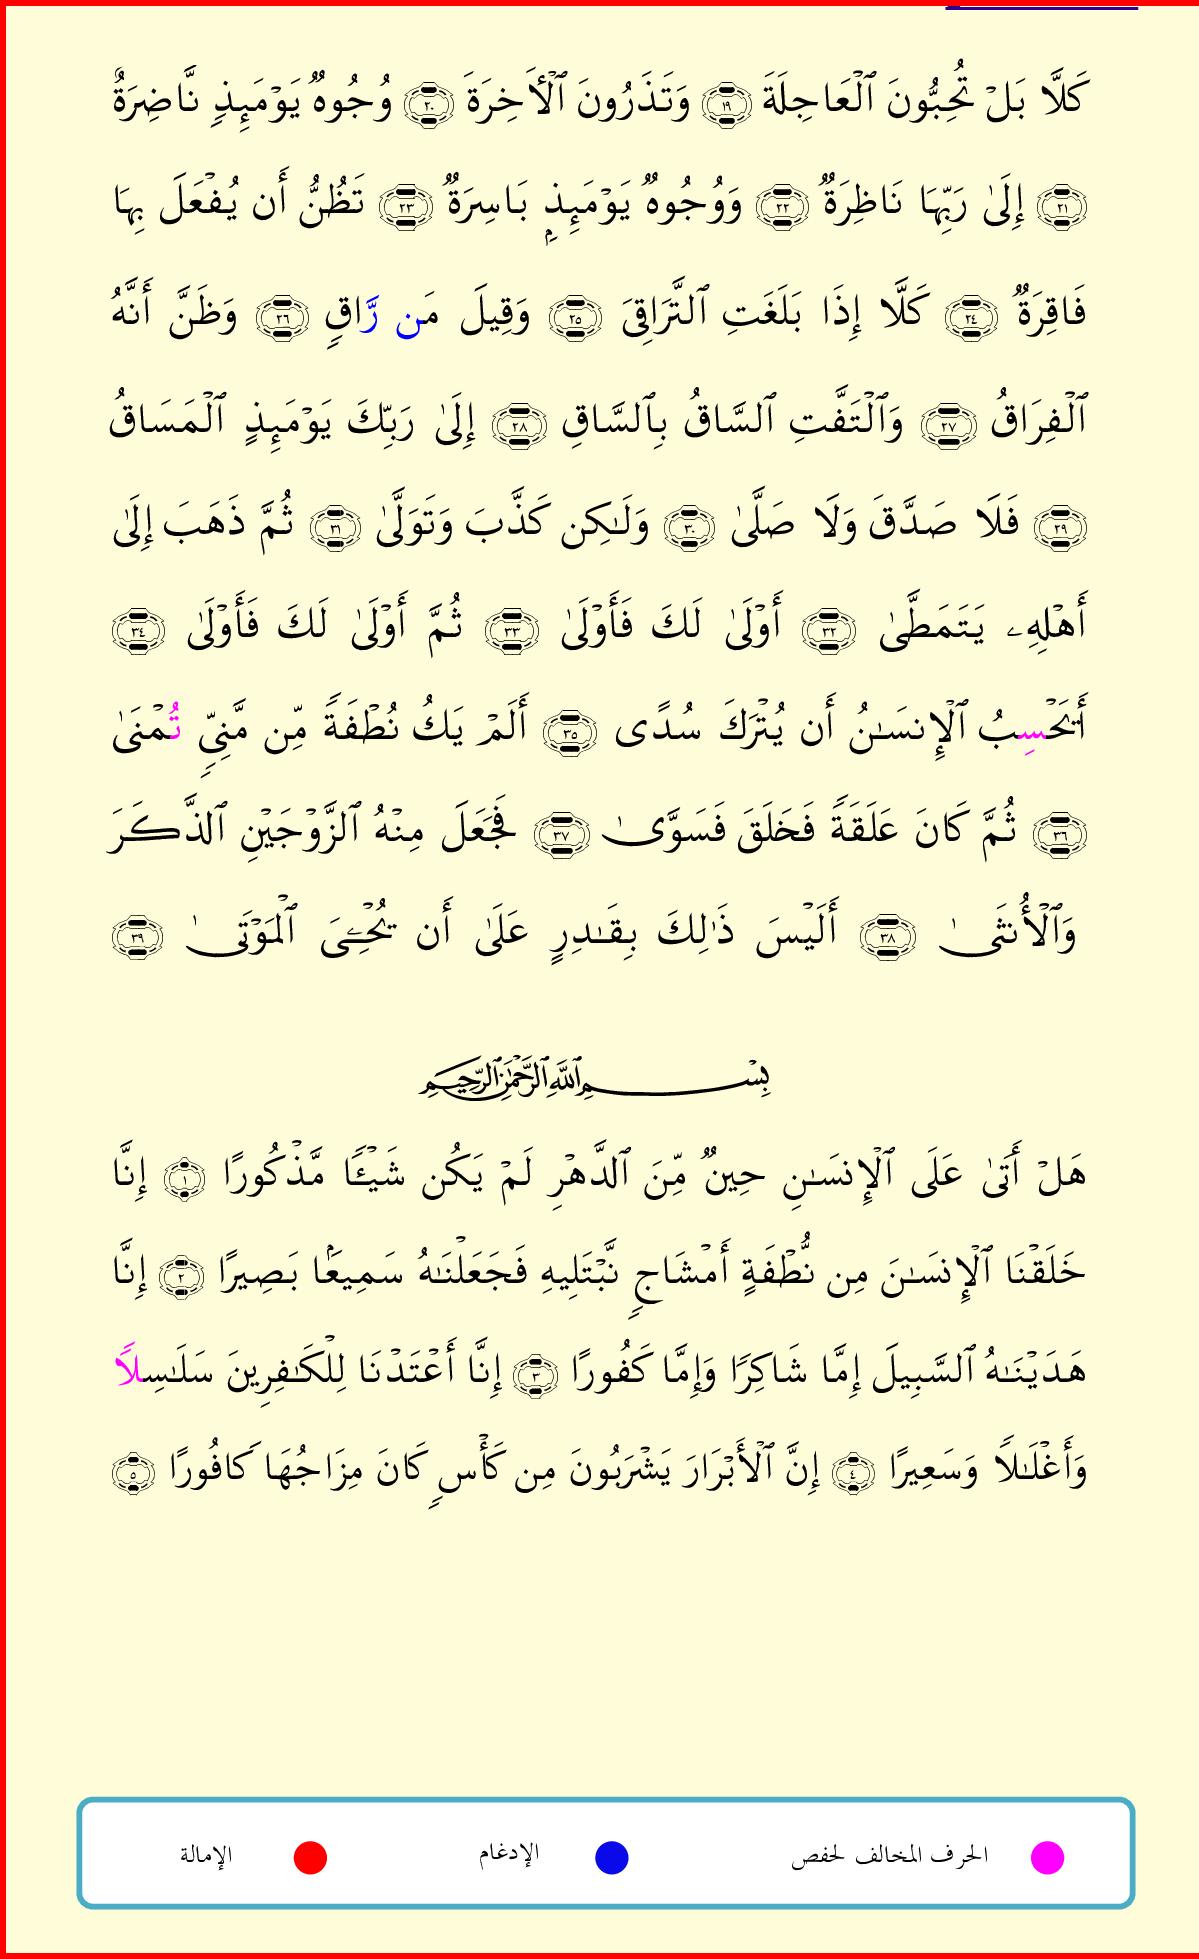 كَلَّا بَلۡ تُحِبُّونَ ٱلۡعَاجِلَةَ ١٩ وَتَذَرُونَ ٱلۡأٓخِرَةَ ٢٠ وُجُوهٞ يَوۡمَئِذٖ نَّاضِرَةٌ
٢١ إِلَىٰ رَبِّهَا نَاظِرَةٞ ٢٢ وَوُجُوهٞ يَوۡمَئِذِۭ بَاسِرَةٞ ٢٣ تَظُنُّ أَن يُفۡعَلَ بِهَا
فَاقِرَةٞ ٢٤ كَلَّا إِذَا بَلَغَتِ ٱلتَّرَاقِيَ ٢٥ وَقِيلَ مَن رَّاقٖ ٢٦ وَظَنَّ أَنَّهُ
ٱلۡفِرَاقُ ٢٧ وَٱلۡتَفَّتِ ٱلسَّاقُ بِٱلسَّاقِ ٢٨ إِلَىٰ رَبِّكَ يَوۡمَئِذٍ ٱلۡمَسَاقُ
٢٩ فَلَا صَدَّقَ وَلَا صَلَّىٰ ٣٠ وَلَٰكِن كَذَّبَ وَتَوَلَّىٰ ٣١ ثُمَّ ذَهَبَ إِلَىٰٓ
أَهۡلِهِۦ يَتَمَطَّىٰٓ ٣٢ أَوۡلَىٰ لَكَ فَأَوۡلَىٰ ٣٣ ثُمَّ أَوۡلَىٰ لَكَ فَأَوۡلَىٰٓ ٣٤
أَتَحۡسِبُ ٱلۡإِنسَٰنُ أَن يُتۡرَكَ سُدًى ٣٥ أَلَمۡ يَكُ نُطۡفَةٗ مِّن مَّنِيّٖ تُمۡنَىٰ
٣٦ ثُمَّ كَانَ عَلَقَةٗ فَخَلَقَ فَسَوَّىٰ ٣٧ فَجَعَلَ مِنۡهُ ٱلزَّوۡجَيۡنِ ٱلذَّكَرَ
وَٱلۡأُنثَىٰٓ ٣٨ أَلَيۡسَ ذَٰلِكَ بِقَٰدِرٍ عَلَىٰٓ أَن يُحۡـِۧيَ ٱلۡمَوۡتَىٰ ٣٩
بِسۡمِ ٱللَّهِ ٱلرَّحۡمَٰنِ ٱلرَّحِيمِ
هَلۡ أَتَىٰ عَلَى ٱلۡإِنسَٰنِ حِينٞ مِّنَ ٱلدَّهۡرِ لَمۡ يَكُن شَيۡـٔٗا مَّذۡكُورًا ١ إِنَّا
خَلَقۡنَا ٱلۡإِنسَٰنَ مِن نُّطۡفَةٍ أَمۡشَاجٖ نَّبۡتَلِيهِ فَجَعَلۡنَٰهُ سَمِيعَۢا بَصِيرًا ٢ إِنَّا
هَدَيۡنَٰهُ ٱلسَّبِيلَ إِمَّا شَاكِرٗا وَإِمَّا كَفُورًا ٣ إِنَّآ أَعۡتَدۡنَا لِلۡكَٰفِرِينَ سَلَٰسِلٗا
وَأَغۡلَٰلٗا وَسَعِيرًا ٤ إِنَّ ٱلۡأَبۡرَارَ يَشۡرَبُونَ مِن كَأۡسٖ كَانَ مِزَاجُهَا كَافُورًا ٥
الحرف المخالف لحفص الإدغام الإمالة